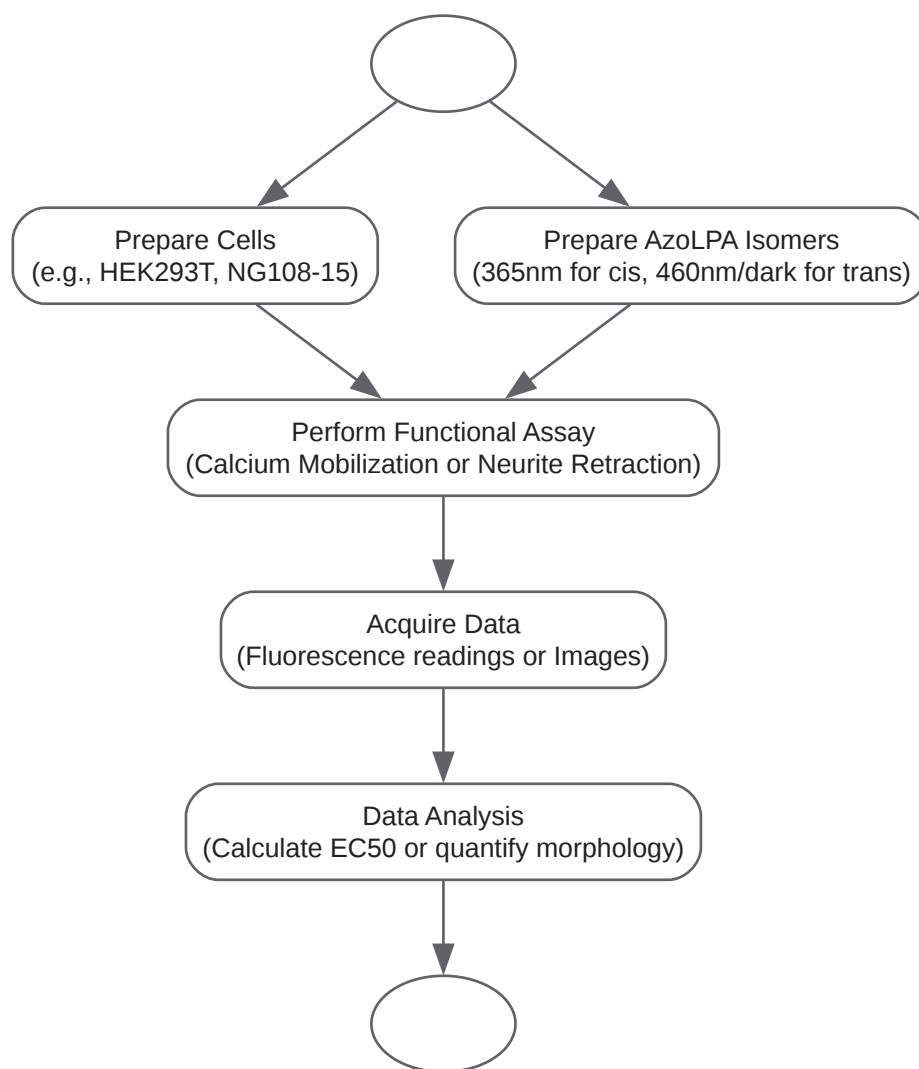 Prepare Cells
(e.g., HEK293T, NG108-15)
Prepare AzoLPA Isomers
(365nm for cis, 460nm/dark for trans)
Perform Functional Assay
(Calcium Mobilization or Neurite Retraction)
Acquire Data
(Fluorescence readings or Images)
Data Analysis
(Calculate EC50 or quantify morphology)